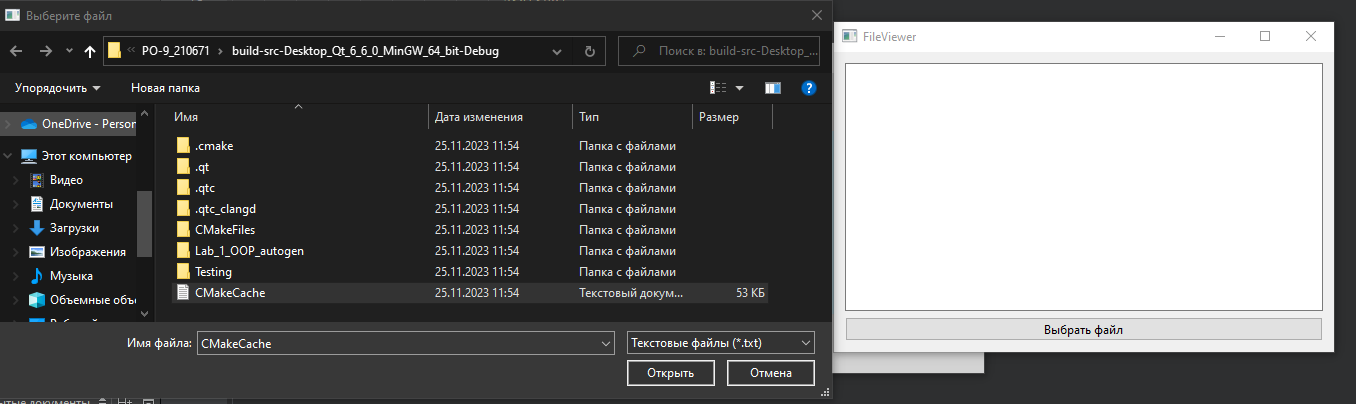 Выберите файл
PO-9_210671 › build-src-Desktop_Qt_6_6_0_MinGW_64_bit-Debug
Поиск в: build-src-Desktop_...
Упорядочить
Новая папка
OneDrive - Person
Этот компьютер
Видео
Документы
Загрузки
Изображения
Музыка
Объемные объе
Имя Дата изменения Тип Размер
.cmake 25.11.2023 11:54 Папка с файлами
.qt 25.11.2023 11:54 Папка с файлами
.qtc 25.11.2023 11:54 Папка с файлами
.qtc_clangd 25.11.2023 11:54 Папка с файлами
CMakeFiles 25.11.2023 11:54 Папка с файлами
Lab_1_OOP_autogen 25.11.2023 11:54 Папка с файлами
Testing 25.11.2023 11:54 Папка с файлами
CMakeCache 25.11.2023 11:54 Текстовый докум... 53 КБ
Имя файла: CMakeCache
Текстовые файлы (*.txt)
Открыть
Отмена
FileViewer
Выбрать файл